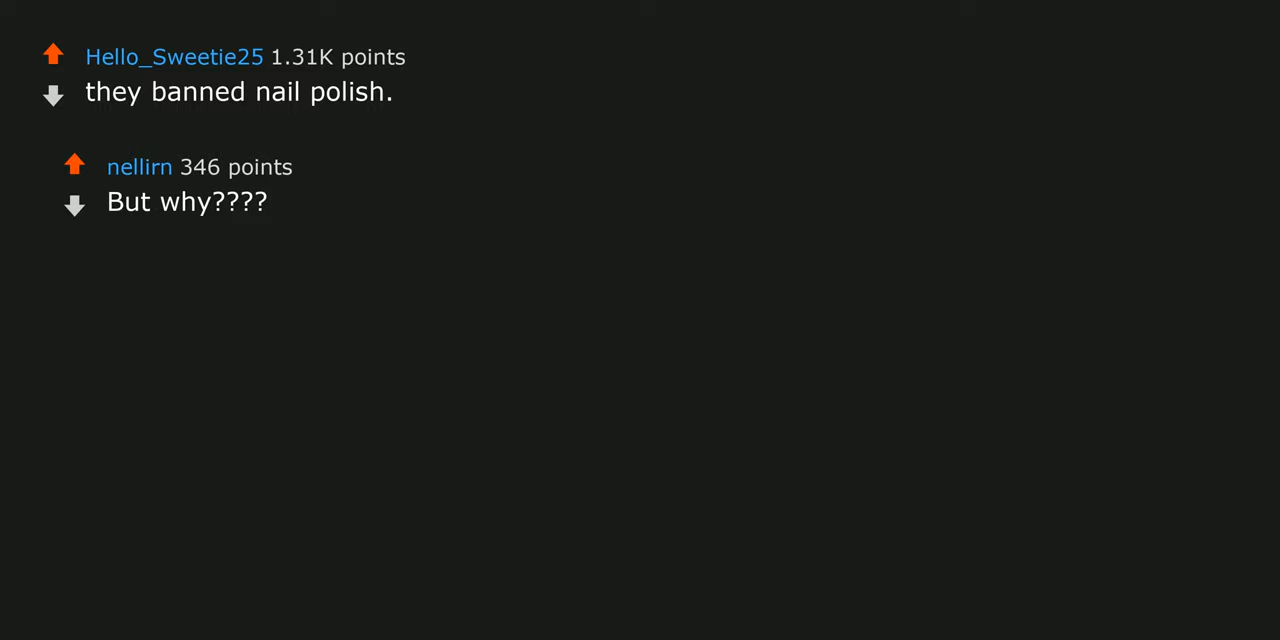 Hello_Sweetie25 1.31K points
they banned nail polish.
nellirn 346 points
But why????